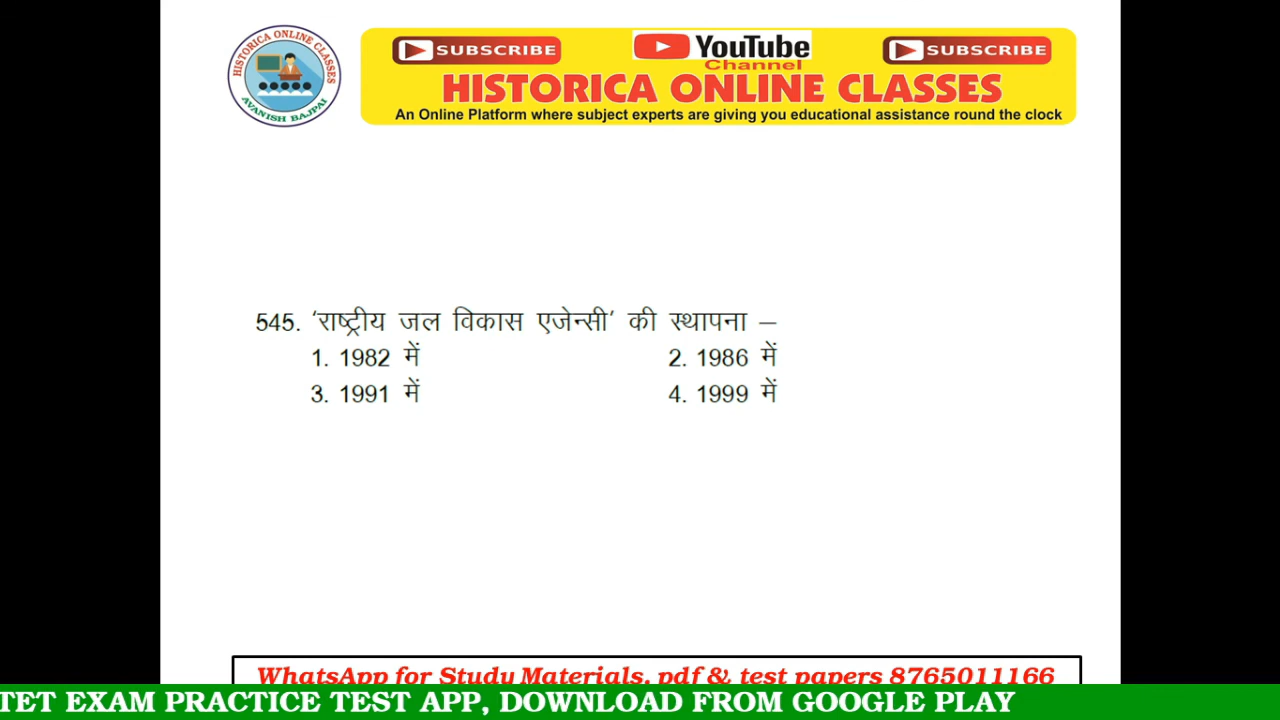 HISTORICA ONLINE CLASSES
AVANISH BAJPAI
SUBSCRIBE
YouTube
SUBSCRIBE
Channel
HISTORICA ONLINE CLASSES
An Online Platform where subject experts are giving you educational assistance round the clock
545. ‘राष्ट्रीय जल विकास एजेन्सी’ की स्थापना –
1. 1982 में 2. 1986 में
3. 1991 में 4. 1999 में
WhatsApp for Study Materials, pdf & test papers 8765011166
TET EXAM PRACTICE TEST APP, DOWNLOAD FROM GOOGLE PLAY